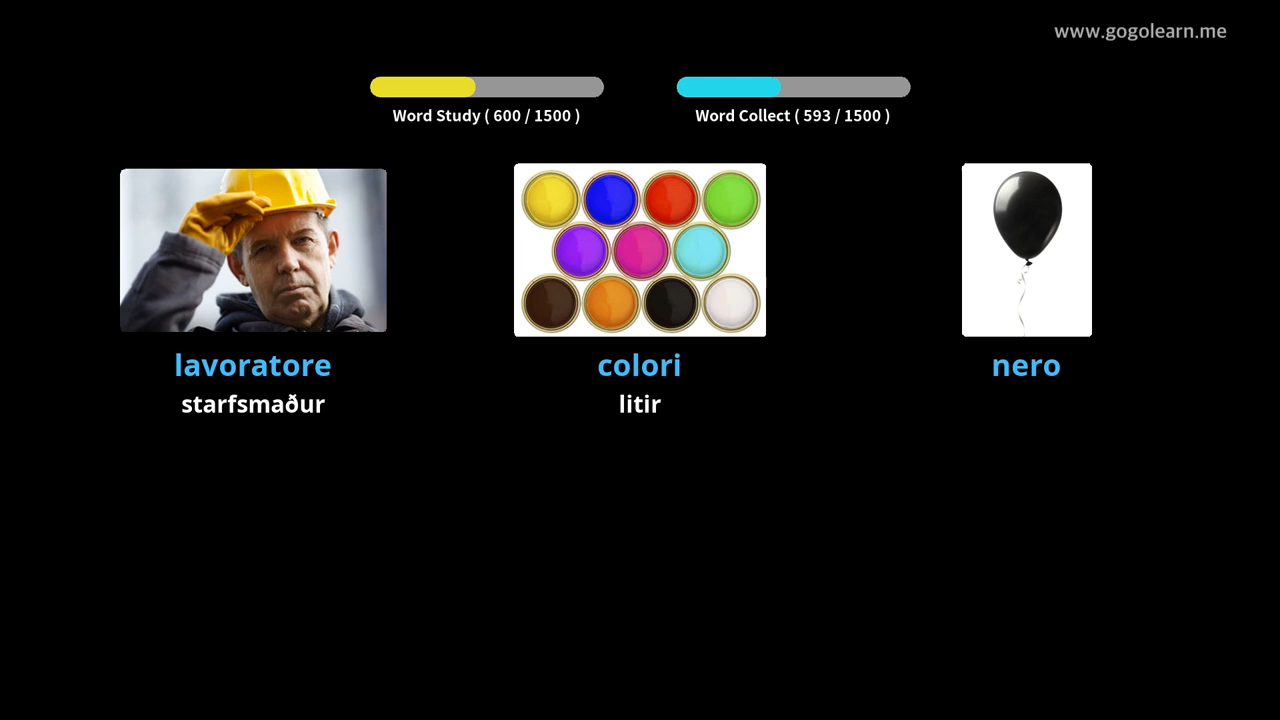 www.gogolearn.me
Word Study ( 600 / 1500 )
Word Collect ( 593 / 1500 )
lavoratore
starfsmaður
colori
litir
nero